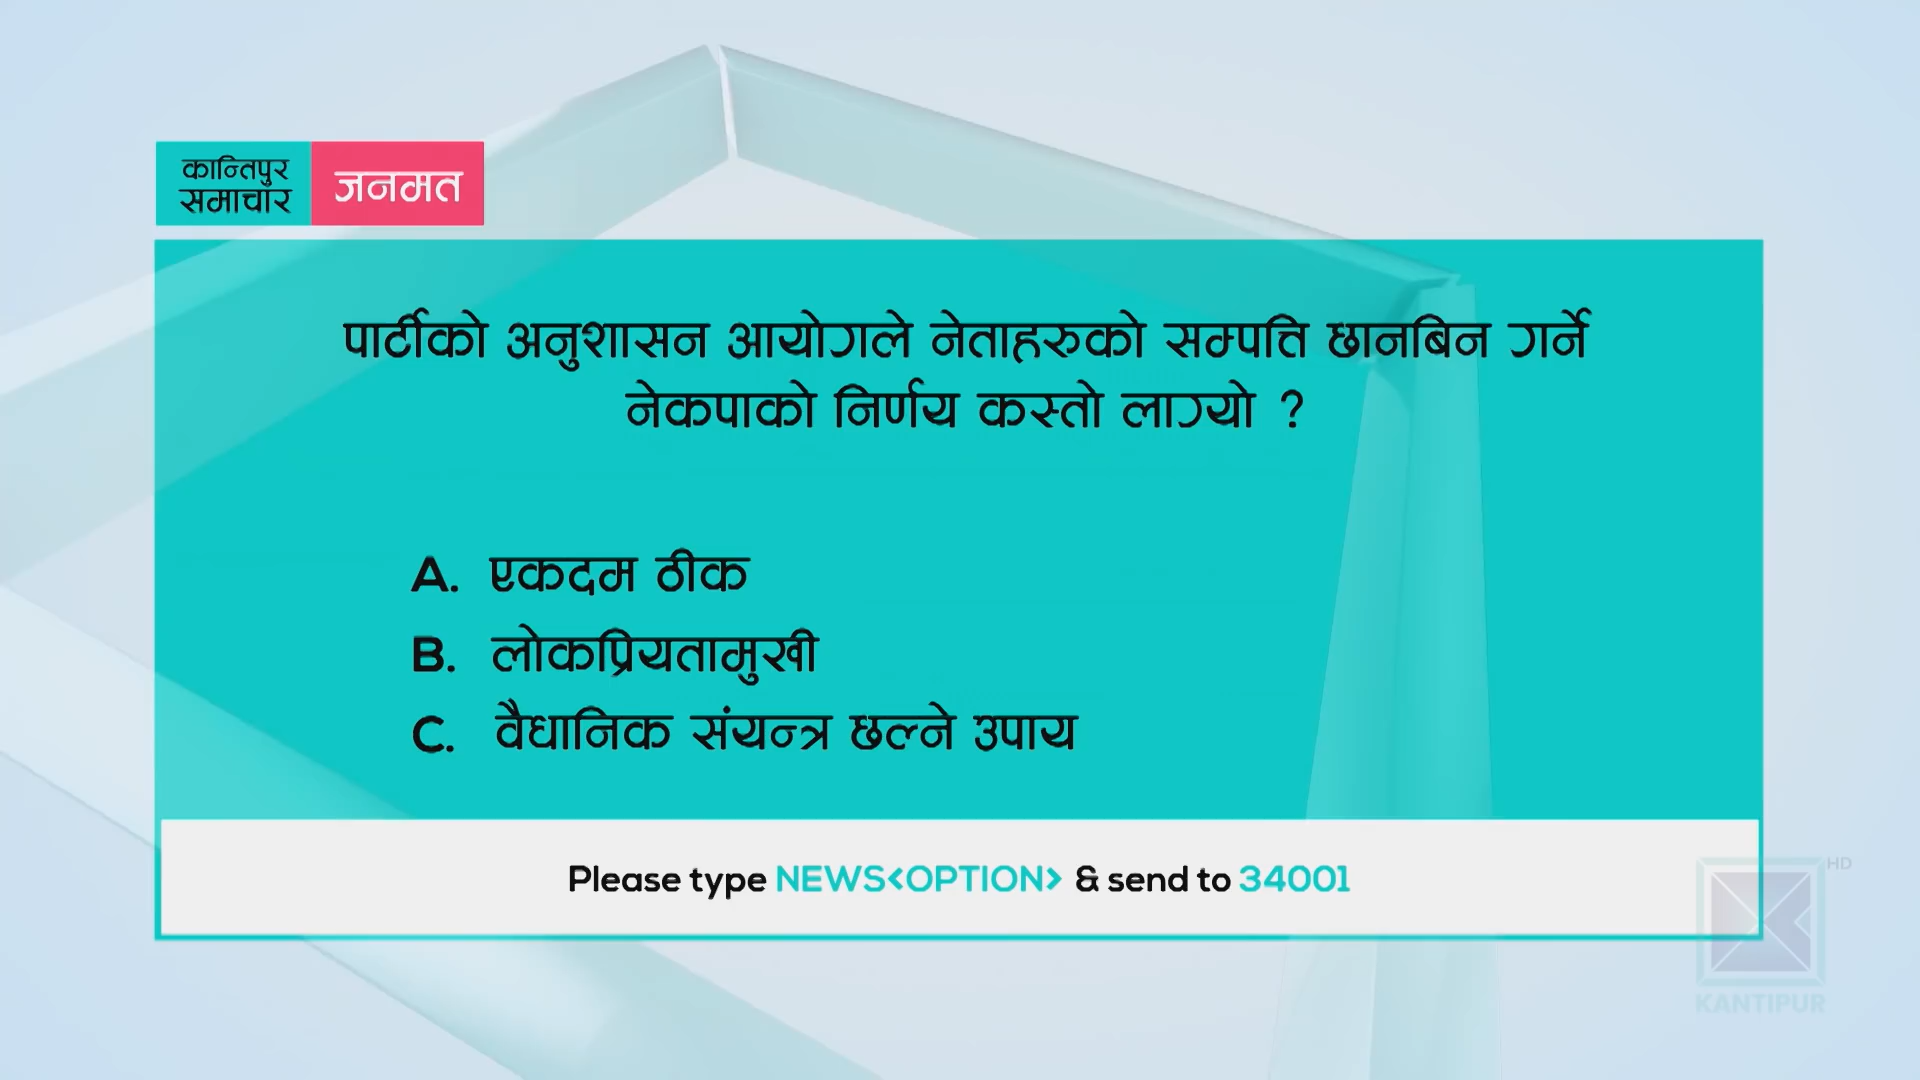 कान्तिपुर
समाचार
जनमत
पार्टीको अनुशासन आयोगले नेताहरुको सम्पत्ति छानबिन गर्ने
नेकपाको निर्णय कस्तो लाग्यो ?
A. एकदम ठीक
B. लोकप्रियतामुखी
C. वैधानिक संयन्त्र छल्ने उपाय
Please type NEWS<OPTION> & send to 34001
HD
KANTIPUR